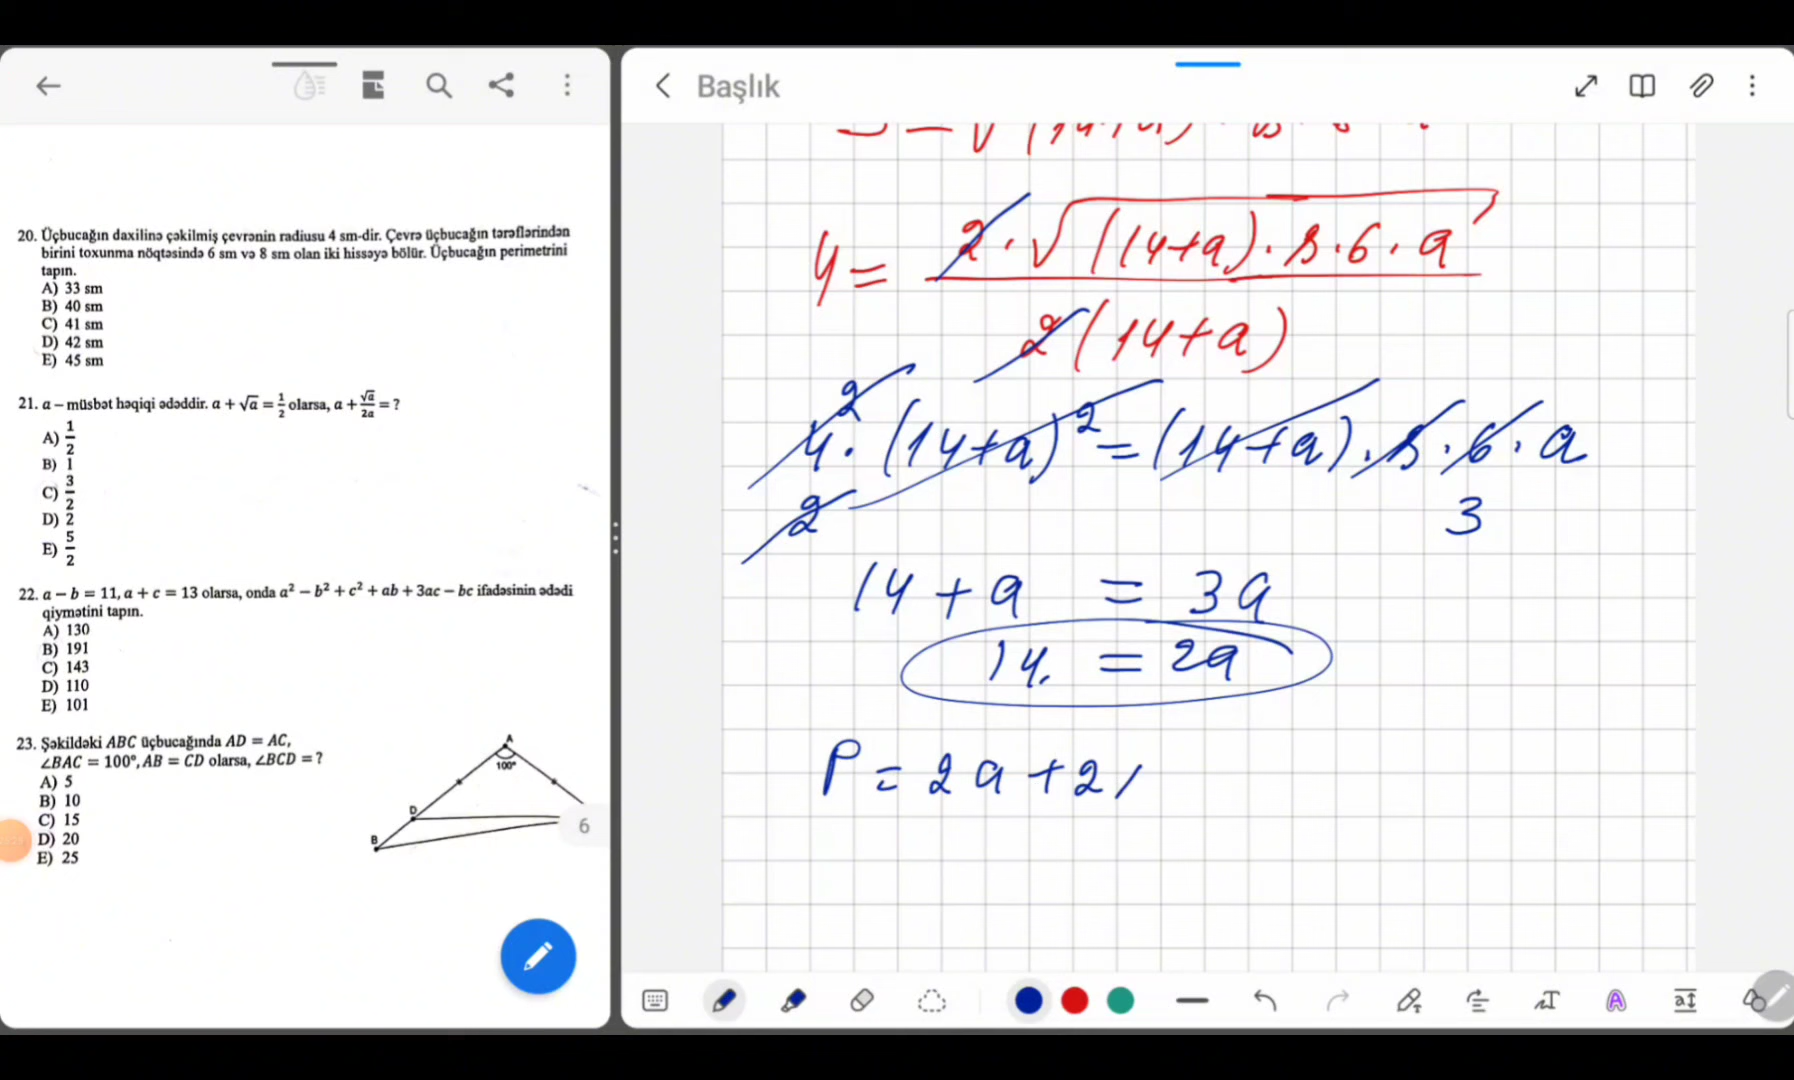 Başlık
20. Üçbucağın daxilinə çəkilmiş çevrənin radiusu 4 sm-dir. Çevrə üçbucağın tərəflərindən
birini toxunma nöqtəsində 6 sm və 8 sm olan iki hissəyə bölür. Üçbucağın perimetrini
tapın.
A) 33 sm
B) 40 sm
C) 41 sm
D) 42 sm
E) 45 sm
21. a – müsbət həqiqi ədəddir. a + √a = 1/2 olarsa, a + √a/2a = ?
A) 1/2
B) 1
C) 3/2
D) 2
E) 5/2
22. a − b = 11, a + c = 13 olarsa, onda a² − b² + c² + ab + 3ac − bc ifadəsinin ədədi
qiymətini tapın.
A) 130
B) 191
C) 143
D) 110
E) 101
23. Şəkildəki ABC üçbucağında AD = AC,
∠BAC = 100°, AB = CD olarsa, ∠BCD = ?
A) 5
B) 10
C) 15
D) 20
E) 25
A
100°
D
B
6
4 = 2·√((14+a)·8·6·a) / 2(14+a)
2
4·(14+a)² = (14+a)·8·6·a
2 3
14 + a = 3a
14. = 2a
P = 2a + 2